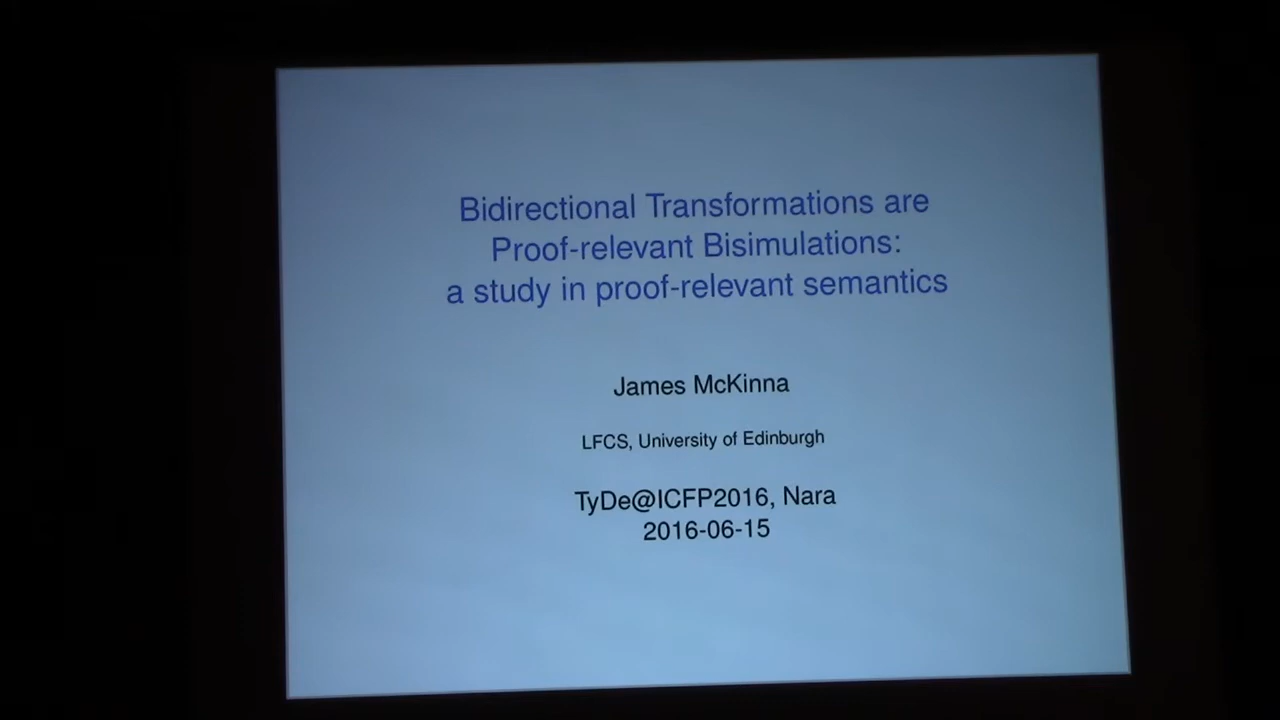 Bidirectional Transformations are
Proof-relevant Bisimulations:
a study in proof-relevant semantics
James McKinna
LFCS, University of Edinburgh
TyDe@ICFP2016, Nara
2016-06-15